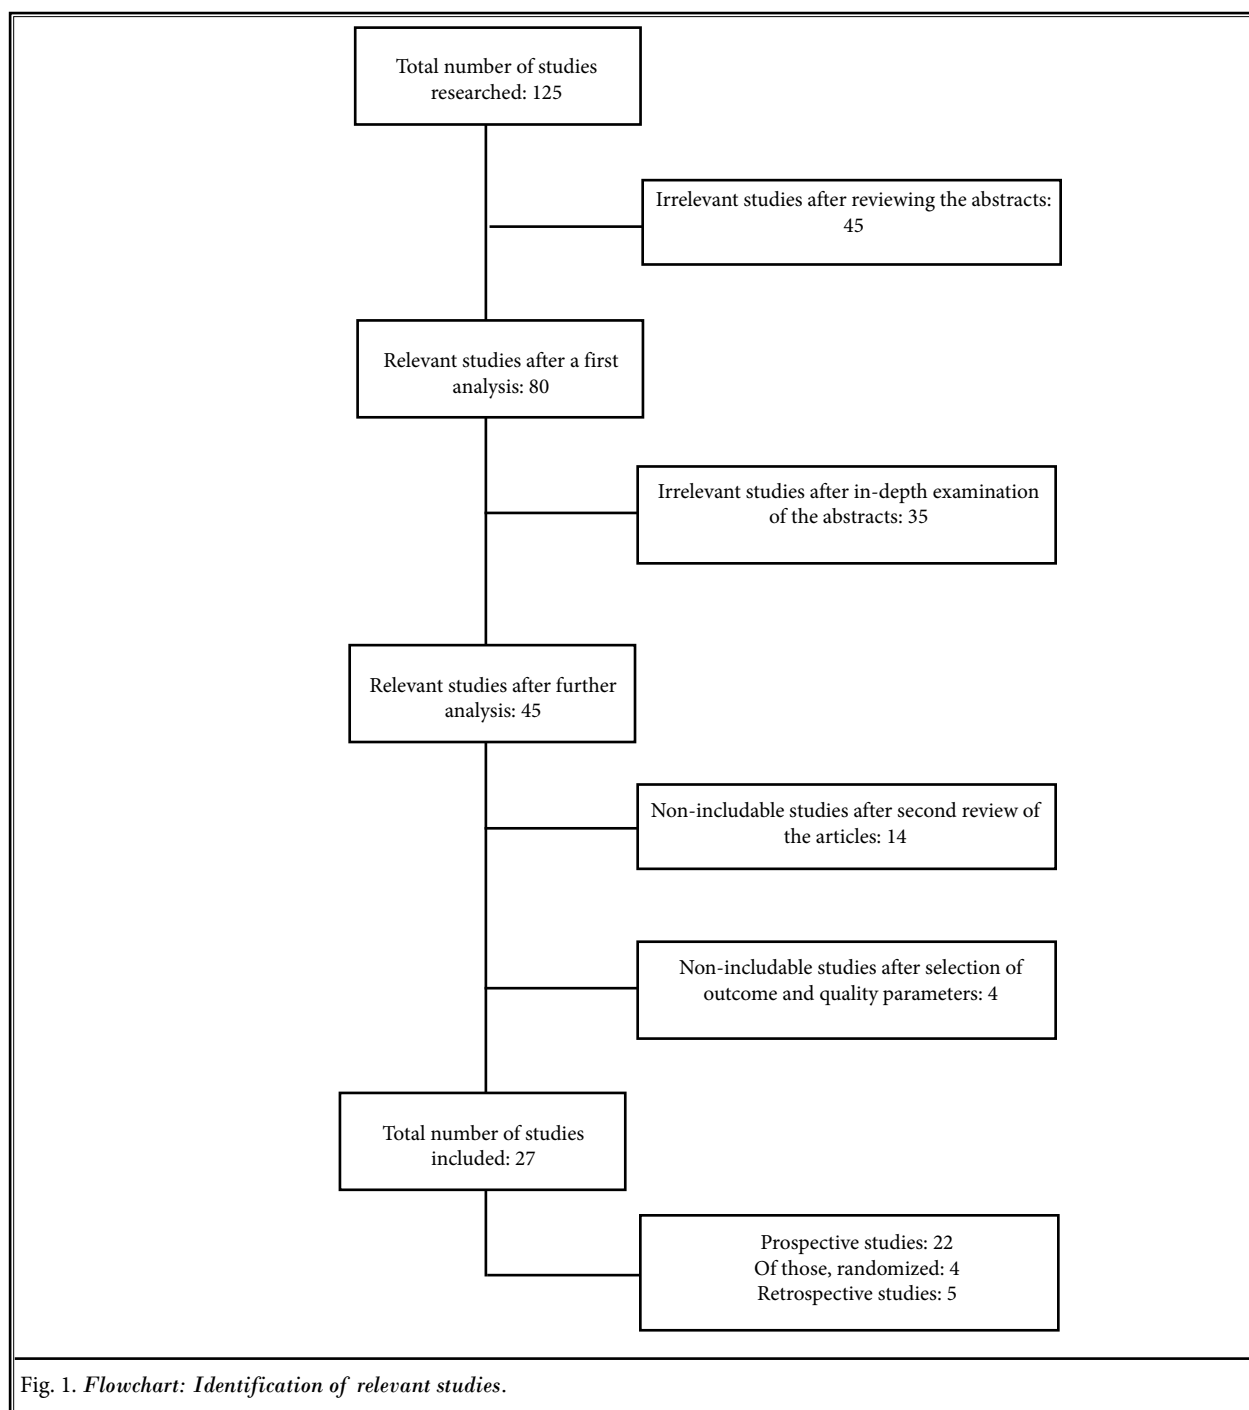 Total number of studies
researched: 125
Irrelevant studies after reviewing the abstracts:
45
Relevant studies after a first
analysis: 80
Irrelevant studies after in-depth examination
of the abstracts: 35
Relevant studies after further
analysis: 45
Non-includable studies after second review of
the articles: 14
Non-includable studies after selection of
outcome and quality parameters: 4
Total number of studies
included: 27
Prospective studies: 22
Of those, randomized: 4
Retrospective studies: 5
Fig. 1. Flowchart: Identification of relevant studies.